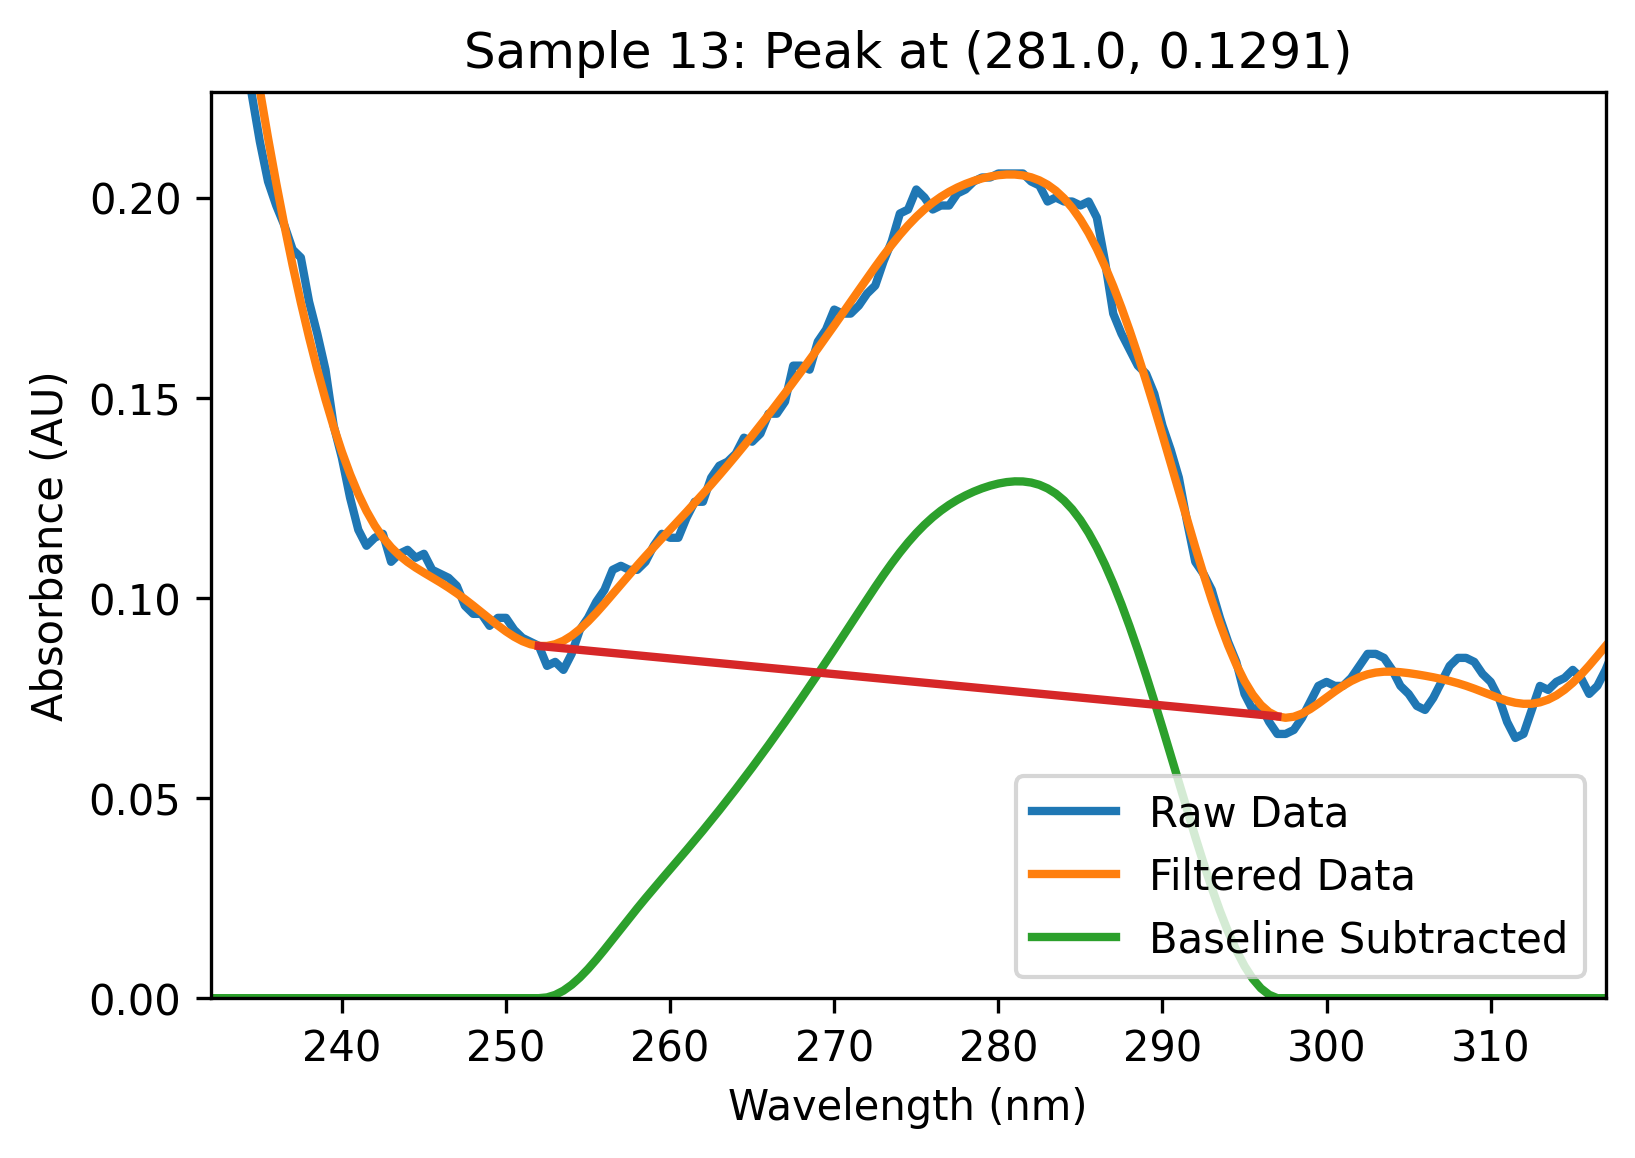 Sample 13: Peak at (281.0, 0.1291)
Absorbance (AU)
0.20
0.15
0.10
0.05
0.00
Raw Data
Filtered Data
Baseline Subtracted
240 250 260 270 280 290 300 310
Wavelength (nm)